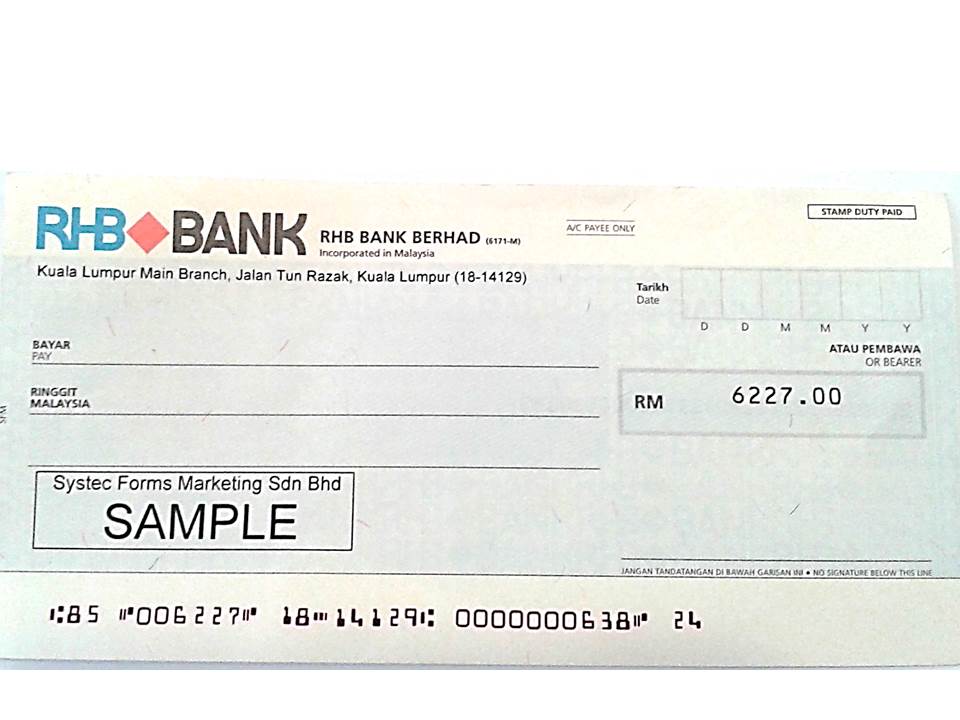 RHB BANK
RHB BANK BERHAD (6171-M)
Incorporated in Malaysia
A/C PAYEE ONLY
STAMP DUTY PAID
Kuala Lumpur Main Branch, Jalan Tun Razak, Kuala Lumpur (18-14129)
Tarikh
Date
D D M M Y Y
BAYAR
PAY
ATAU PEMBAWA
OR BEARER
RINGGIT
MALAYSIA
RM 6227.00
Systec Forms Marketing Sdn Bhd
SAMPLE
JANGAN TANDATANGAN DI BAWAH GARISAN INI • NO SIGNATURE BELOW THIS LINE
⑆85 ⑈006227⑈ 18⑉14129⑆ 0000000638⑈ 24